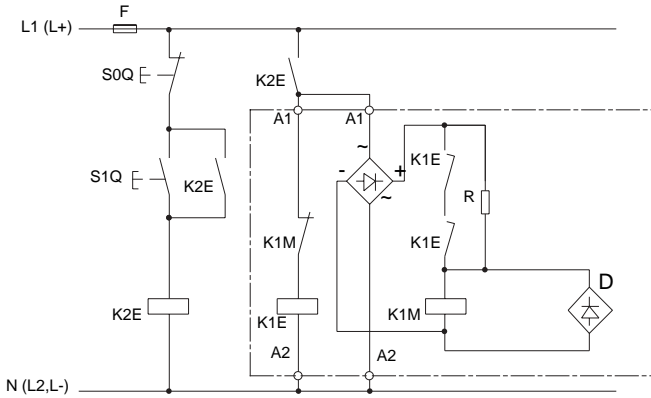 F
L1 (L+)
S0Q
K2E
A1
A1
~
S1Q
K2E
-
+
~
K1E
R
K1M
K1E
D
K2E
K1E
K1M
A2
A2
N (L2,L-)